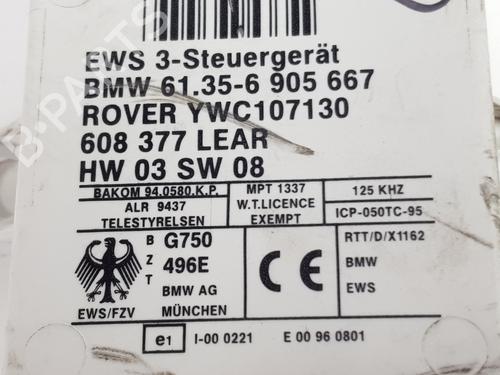 EWS 3-Steuergerät
BMW 61.35-6 905 667
ROVER YWC107130
608 377 LEAR
HW 03 SW 08
BAKOM 94.0580.K.P.
ALR 9437
TELESTYRELSEN
MPT 1337
W.T.LICENCE
EXEMPT
125 KHZ
ICP-050TC-95
EWS/FZV
B
Z
T
G750
496E
BMW AG
MÜNCHEN
CE
RTT/D/X1162
BMW
EWS
e1
I-00 0221
E 00 96 0801